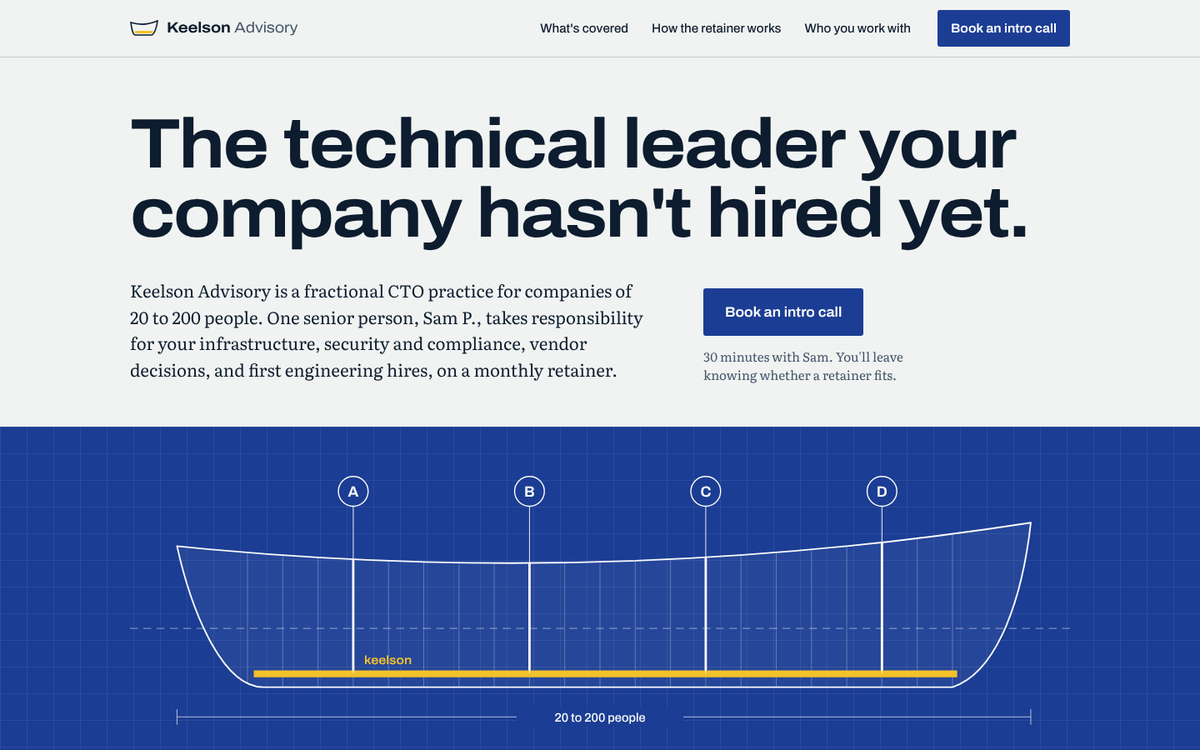 Keelson Advisory
What's covered
How the retainer works
Who you work with
Book an intro call
The technical leader your
company hasn't hired yet.
Keelson Advisory is a fractional CTO practice for companies of
20 to 200 people. One senior person, Sam P., takes responsibility
for your infrastructure, security and compliance, vendor
decisions, and first engineering hires, on a monthly retainer.
Book an intro call
30 minutes with Sam. You'll leave
knowing whether a retainer fits.
A
B
C
D
keelson
20 to 200 people